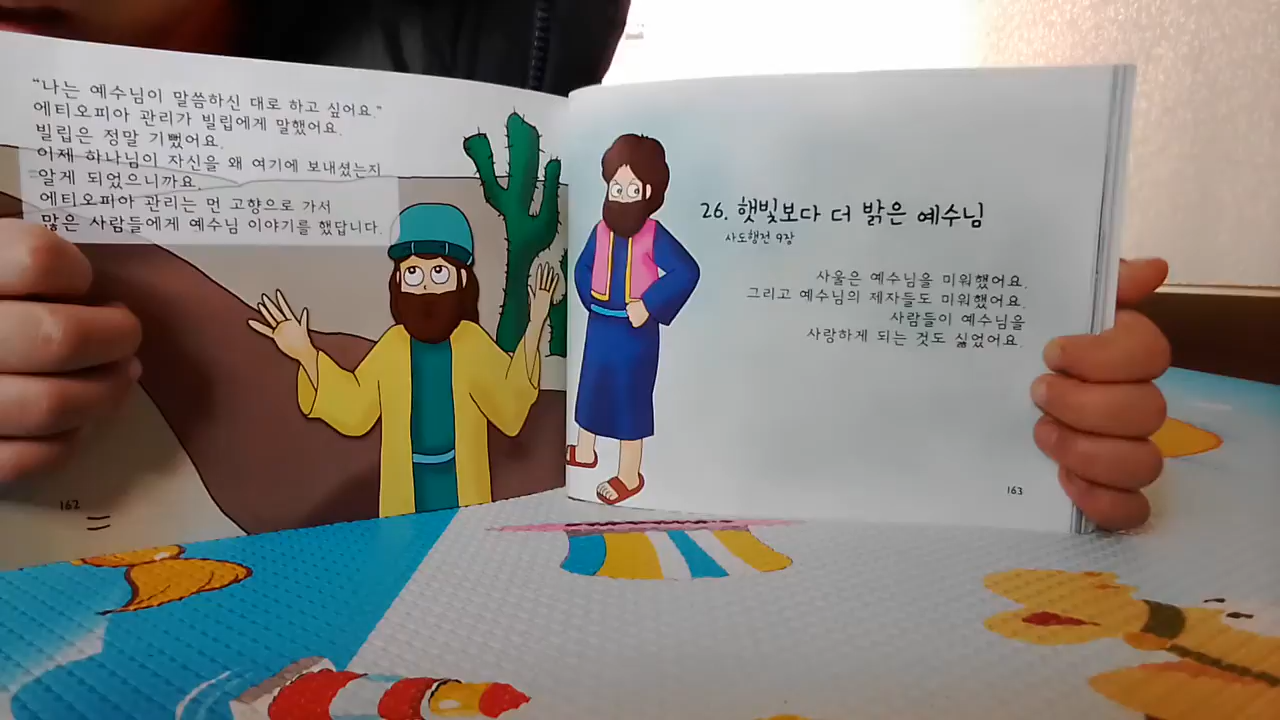 “나는 예수님이 말씀하신 대로 하고 싶어요.”
에티오피아 관리가 빌립에게 말했어요.
빌립은 정말 기뻤어요.
이제 하나님이 자신을 왜 여기에 보내셨는지
알게 되었으니까요.
에티오피아 관리는 먼 고향으로 가서
많은 사람들에게 예수님 이야기를 했답니다.
162
26. 햇빛보다 더 밝은 예수님
사도행전 9장
사울은 예수님을 미워했어요.
그리고 예수님의 제자들도 미워했어요.
사람들이 예수님을
사랑하게 되는 것도 싫었어요.
163